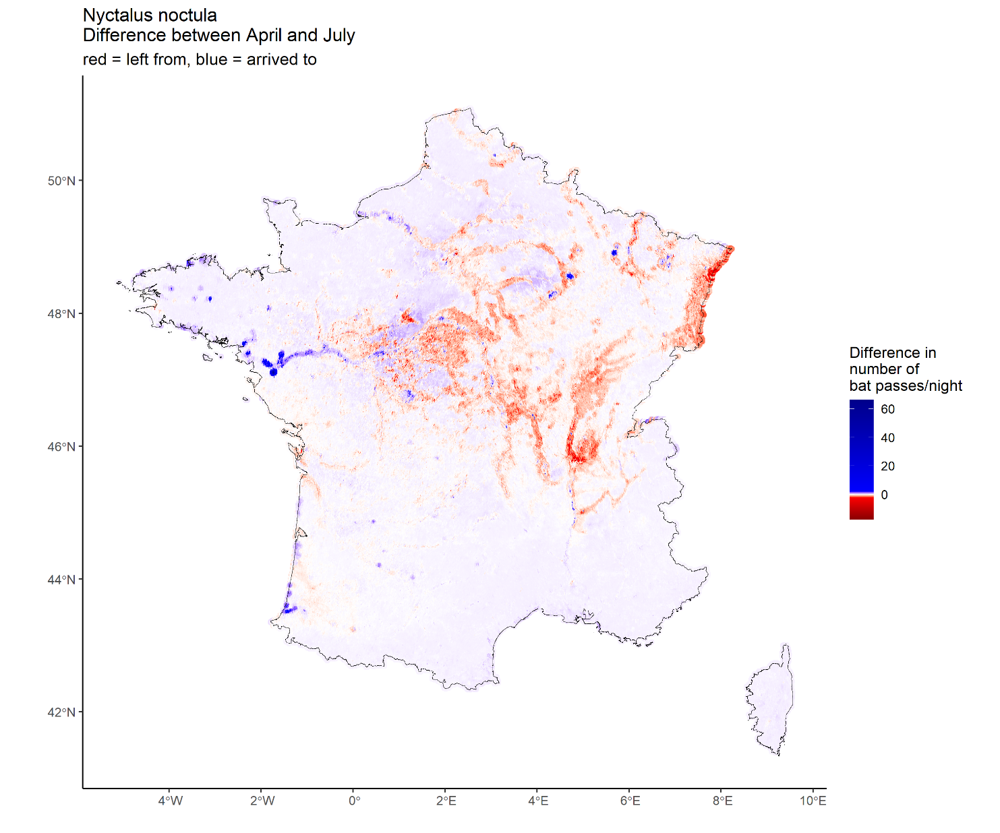 Nyctalus noctula
Difference between April and July
red = left from, blue = arrived to
50°N
48°N
46°N
44°N
42°N
4°W
2°W
0°
2°E
4°E
6°E
8°E
10°E
Difference in
number of
bat passes/night
60
40
20
0